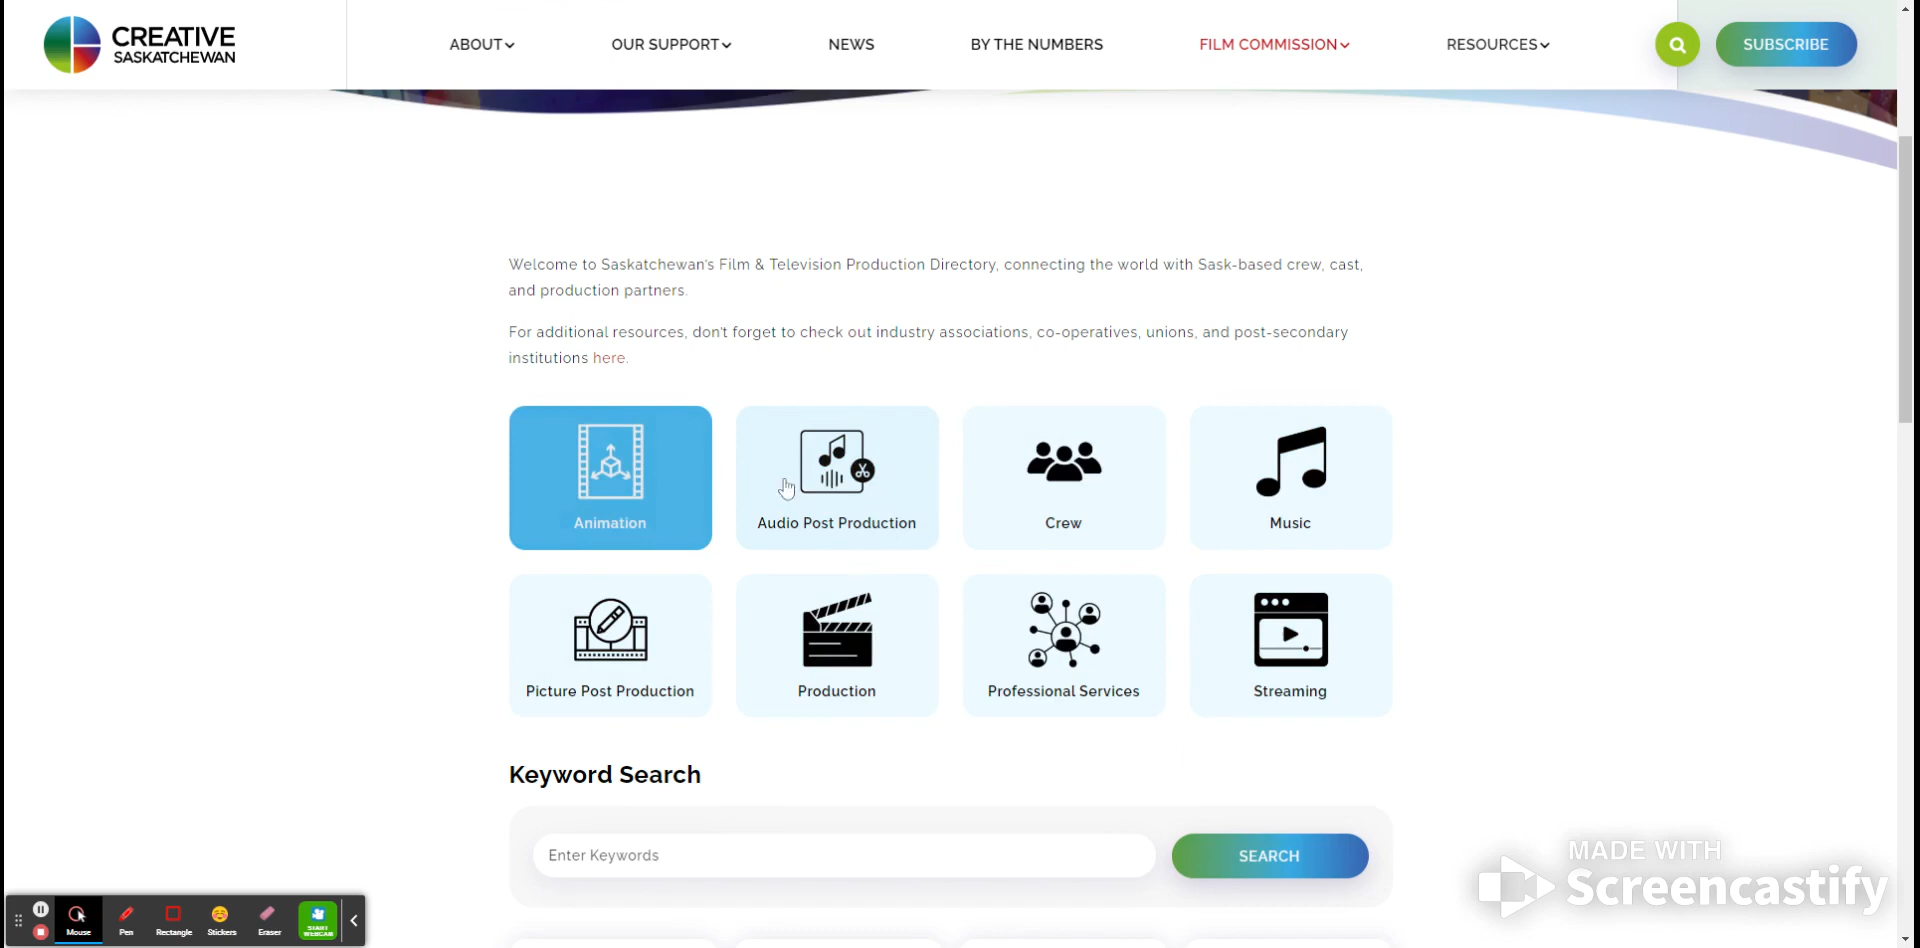 CREATIVE
SASKATCHEWAN
ABOUT
OUR SUPPORT
NEWS
BY THE NUMBERS
FILM COMMISSION
RESOURCES
SUBSCRIBE
Welcome to Saskatchewan's Film & Television Production Directory, connecting the world with Sask-based crew, cast,
and production partners.
For additional resources, don't forget to check out industry associations, co-operatives, unions, and post-secondary
institutions here.
Animation
Audio Post Production
Crew
Music
Picture Post Production
Production
Professional Services
Streaming
Keyword Search
Enter Keywords
SEARCH
MADE WITH
Screencastify
Mouse
Pen
Rectangle
Stickers
Eraser
START
WEBCAM